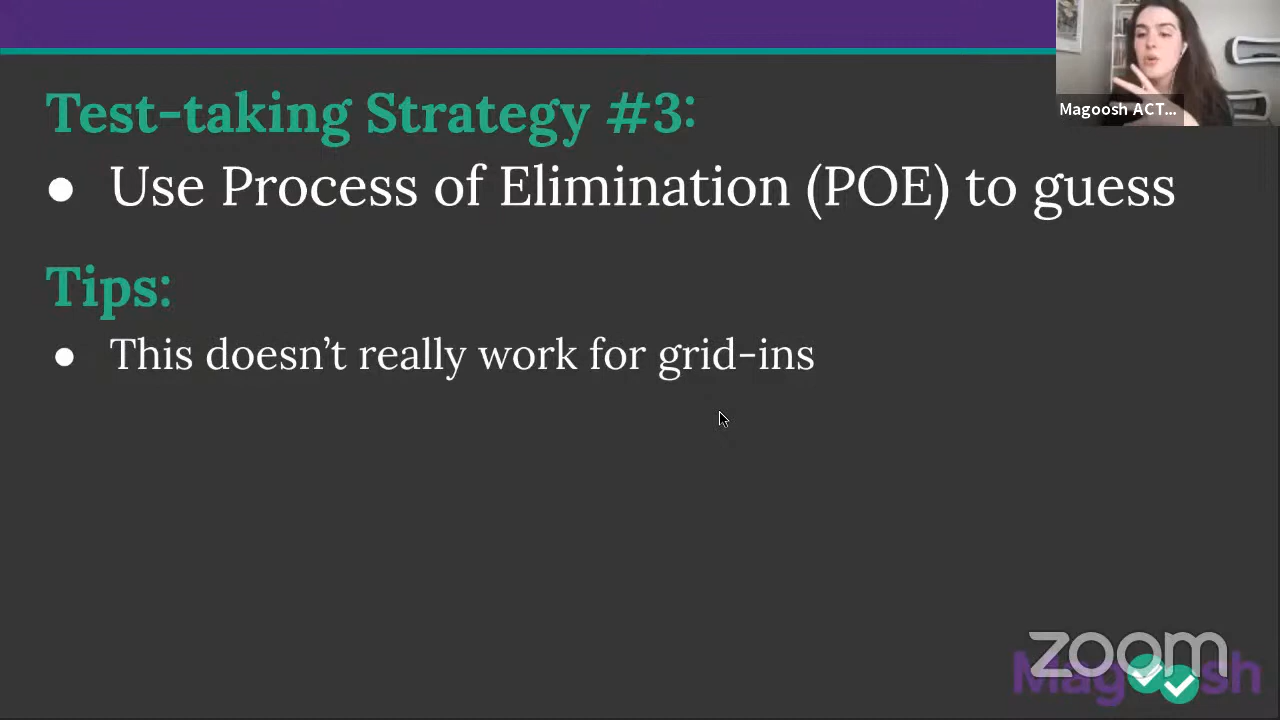 Magoosh ACT...
Test-taking Strategy #3:
● Use Process of Elimination (POE) to guess
Tips:
● This doesn’t really work for grid-ins
zoom
Magoosh